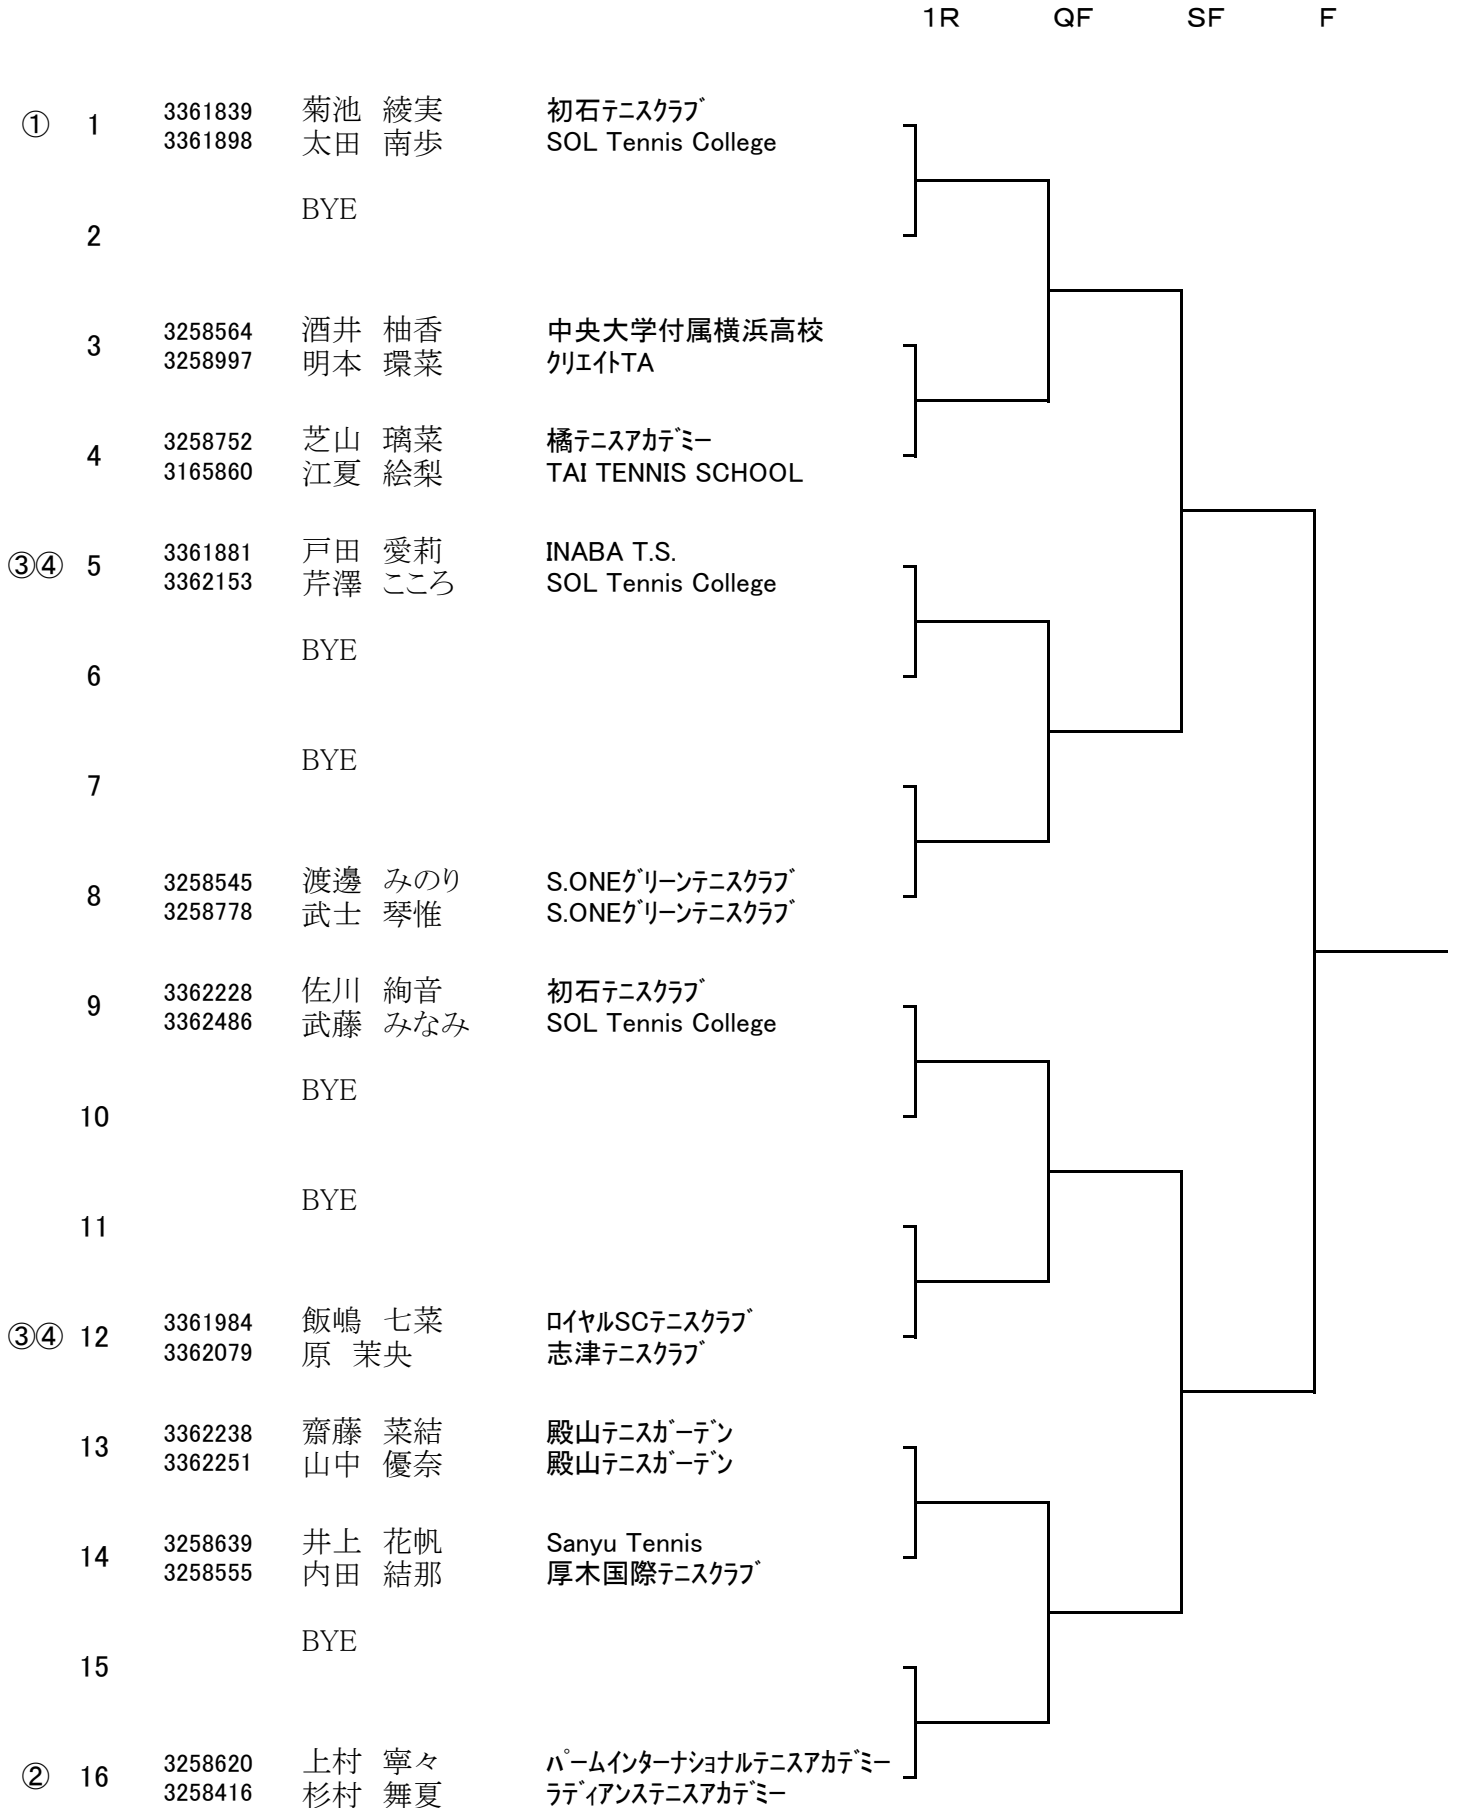 1R QF SF F
① 1 3361839 菊池 綾実 初石ﾃﾆｽｸﾗﾌﾞ
3361898 太田 南歩 SOL Tennis College
BYE
2
3 3258564 酒井 柚香 中央大学付属横浜高校
3258997 明本 環菜 ｸﾘｴｲﾄTA
4 3258752 芝山 璃菜 橘ﾃﾆｽｱｶﾃﾞﾐｰ
3165860 江夏 絵梨 TAI TENNIS SCHOOL
③④ 5 3361881 戸田 愛莉 INABA T.S.
3362153 芹澤 こころ SOL Tennis College
BYE
6
BYE
7
8 3258545 渡邊 みのり S.ONEｸﾞﾘｰﾝﾃﾆｽｸﾗﾌﾞ
3258778 武士 琴惟 S.ONEｸﾞﾘｰﾝﾃﾆｽｸﾗﾌﾞ
9 3362228 佐川 絢音 初石ﾃﾆｽｸﾗﾌﾞ
3362486 武藤 みなみ SOL Tennis College
BYE
10
BYE
11
③④ 12 3361984 飯嶋 七菜 ﾛｲﾔﾙSCﾃﾆｽｸﾗﾌﾞ
3362079 原 茉央 志津ﾃﾆｽｸﾗﾌﾞ
13 3362238 齋藤 菜結 殿山ﾃﾆｽｶﾞｰﾃﾞﾝ
3362251 山中 優奈 殿山ﾃﾆｽｶﾞｰﾃﾞﾝ
14 3258639 井上 花帆 Sanyu Tennis
3258555 内田 結那 厚木国際ﾃﾆｽｸﾗﾌﾞ
BYE
15
② 16 3258620 上村 寧々 ﾊﾟｰﾑｲﾝﾀｰﾅｼｮﾅﾙﾃﾆｽｱｶﾃﾞﾐｰ
3258416 杉村 舞夏 ﾗﾃﾞｨｱﾝｽﾃﾆｽｱｶﾃﾞﾐｰ